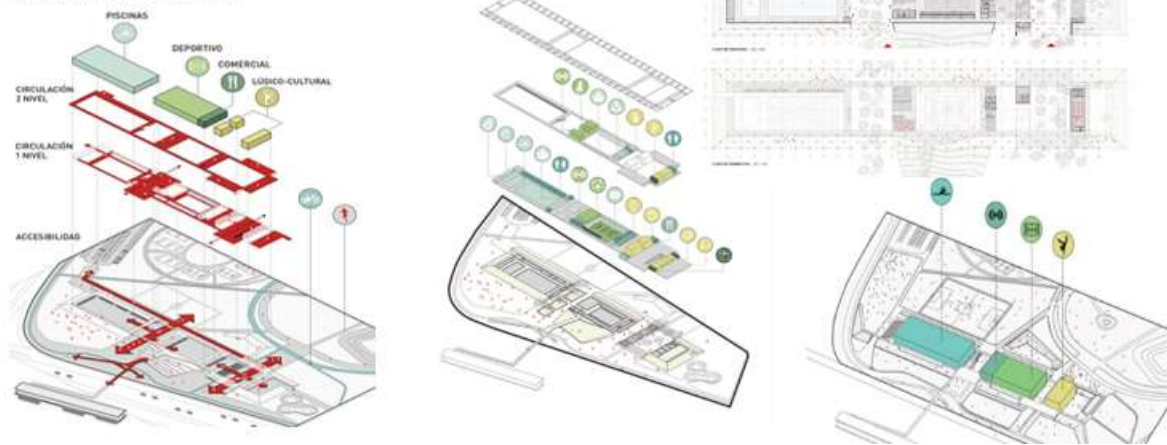 PISCINAS
DEPORTIVO
COMERCIAL
LÚDICO-CULTURAL
CIRCULACIÓN
2 NIVEL
CIRCULACIÓN
1 NIVEL
ACCESIBILIDAD